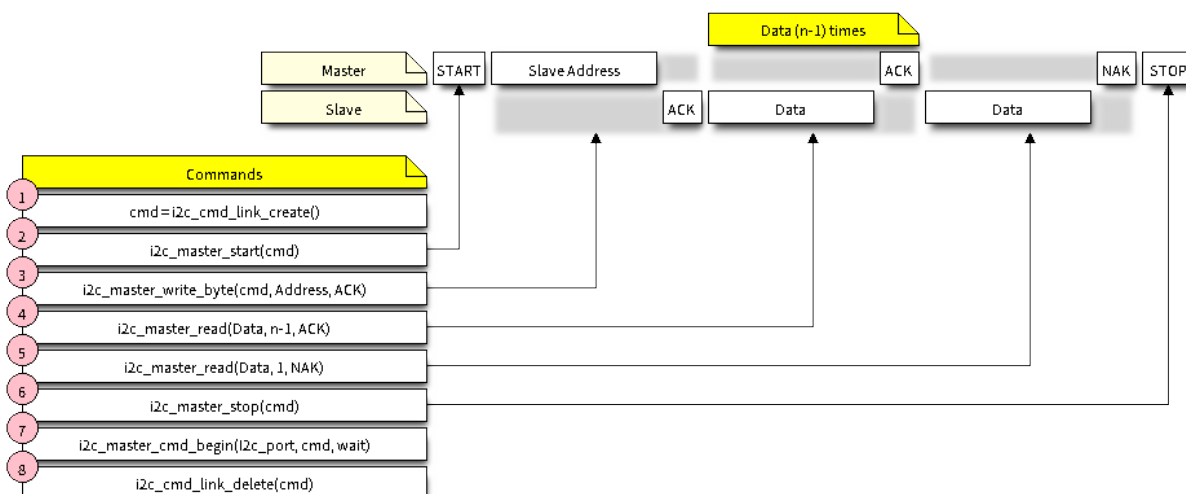 Data (n-1) times
Master START Slave Address ACK NAK STOP
Slave ACK Data Data
Commands
1
cmd=i2c_cmd_link_create()
2
i2c_master_start(cmd)
3
i2c_master_write_byte(cmd, Address, ACK)
4
i2c_master_read(Data, n-1, ACK)
5
i2c_master_read(Data, 1, NAK)
6
i2c_master_stop(cmd)
7
i2c_master_cmd_begin(I2c_port, cmd, wait)
8
i2c_cmd_link_delete(cmd)